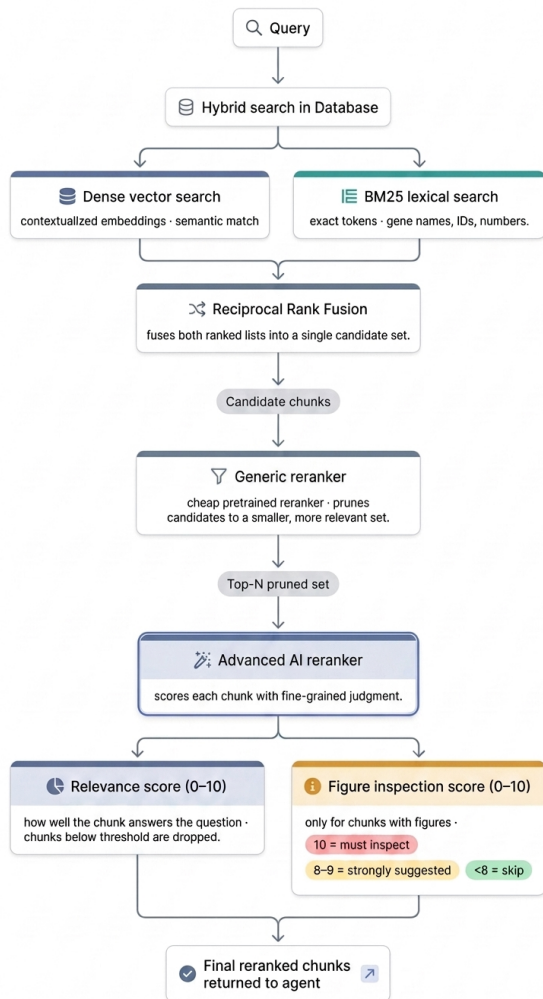 Query
Hybrid search in Database
Dense vector search
contextualized embeddings · semantic match
BM25 lexical search
exact tokens · gene names, IDs, numbers.
Reciprocal Rank Fusion
fuses both ranked lists into a single candidate set.
Candidate chunks
Generic reranker
cheap pretrained reranker · prunes
candidates to a smaller, more relevant set.
Top-N pruned set
Advanced AI reranker
scores each chunk with fine-grained judgment.
Relevance score (0–10)
how well the chunk answers the question ·
chunks below threshold are dropped.
Figure inspection score (0–10)
only for chunks with figures ·
10 = must inspect
8–9 = strongly suggested
<8 = skip
Final reranked chunks
returned to agent